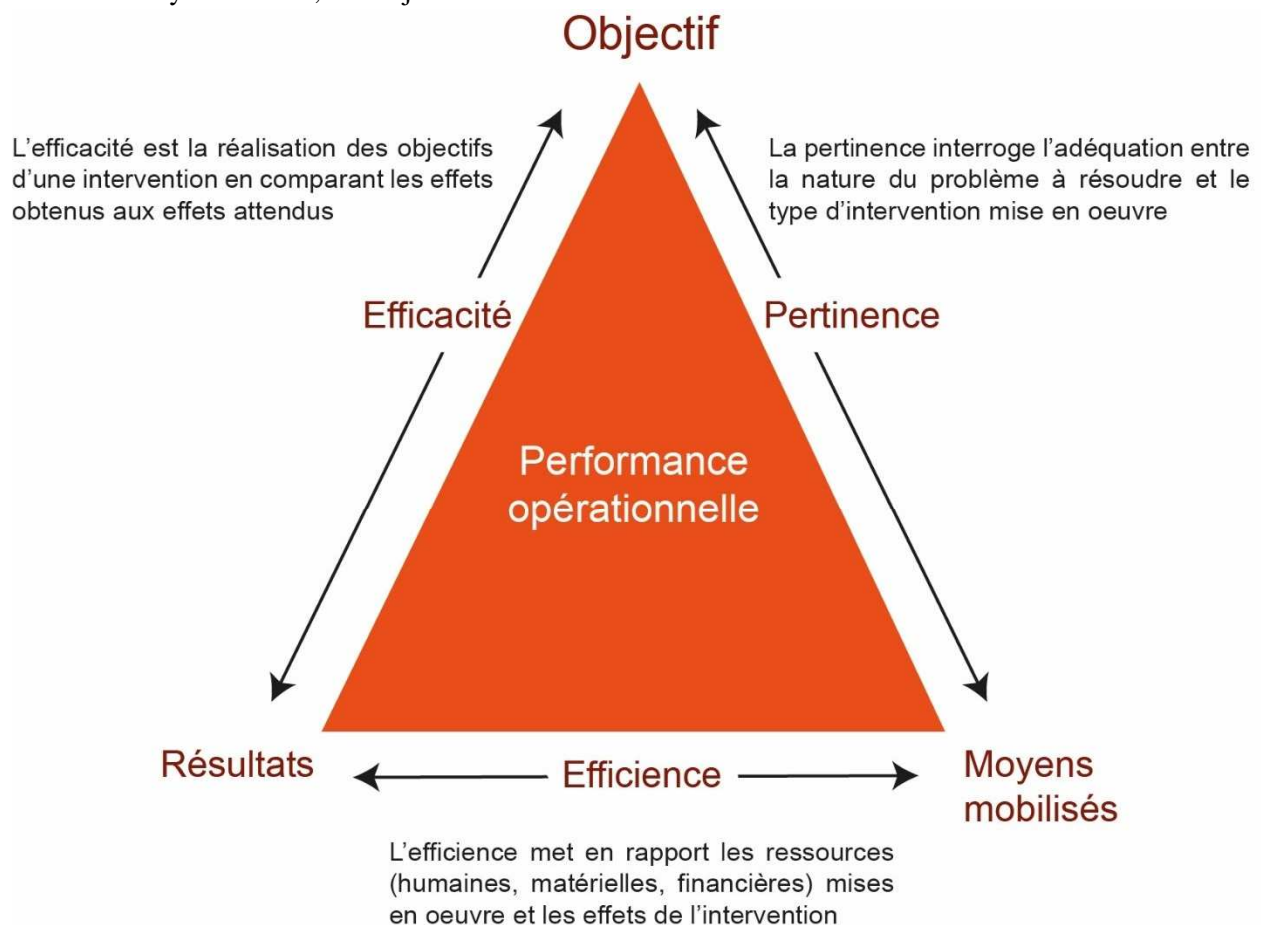 Objectif
L'efficacité est la réalisation des objectifs
d'une intervention en comparant les effets
obtenus aux effets attendus
La pertinence interroge l'adéquation entre
la nature du problème à résoudre et le
type d'intervention mise en oeuvre
Efficacité
Pertinence
Performance
opérationnelle
Résultats
Efficience
Moyens
mobilisés
L'efficience met en rapport les ressources
(humaines, matérielles, financières) mises
en oeuvre et les effets de l'intervention